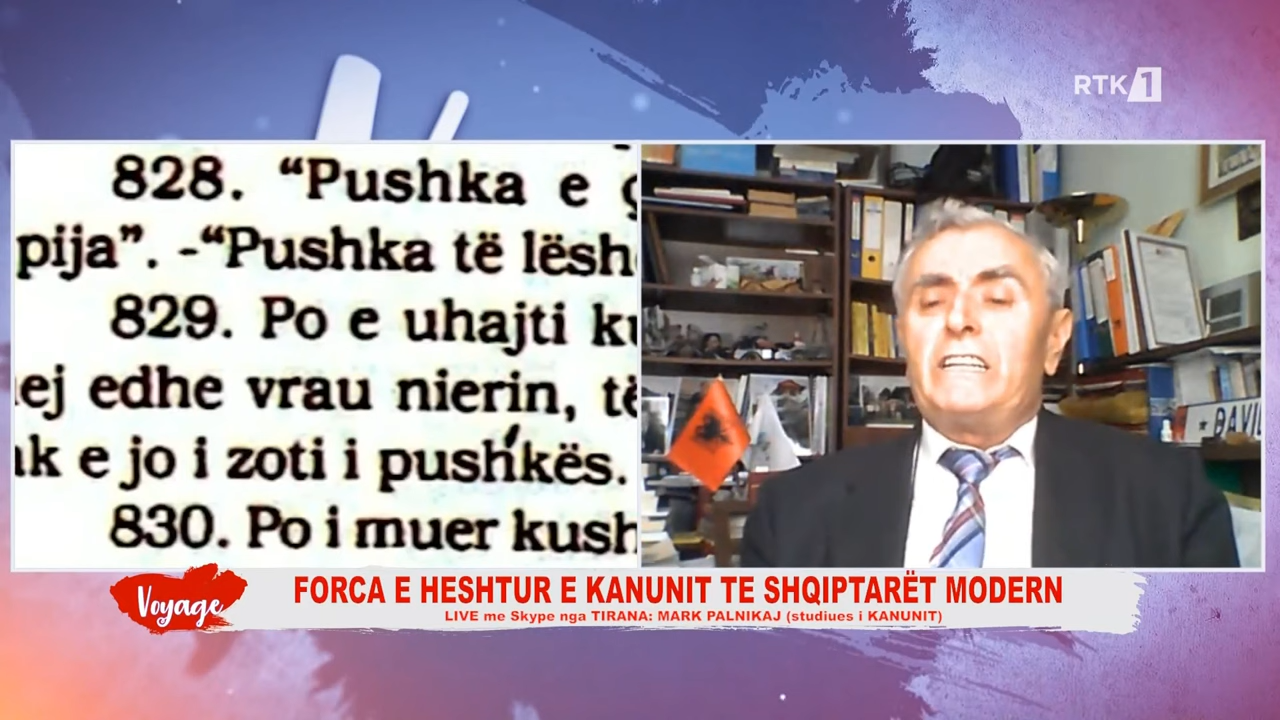 RTK 1
828. “Pushka e
pija”. -“Pushka të lësh
829. Po e uhajti
ej edhe vrau nierin, të
k e jo i zoti i pushkës.
830. Po i muer kush
Voyage
FORCA E HESHTUR E KANUNIT TE SHQIPTARËT MODERN
LIVE me Skype nga TIRANA: MARK PALNIKAJ (studiues i KANUNIT)